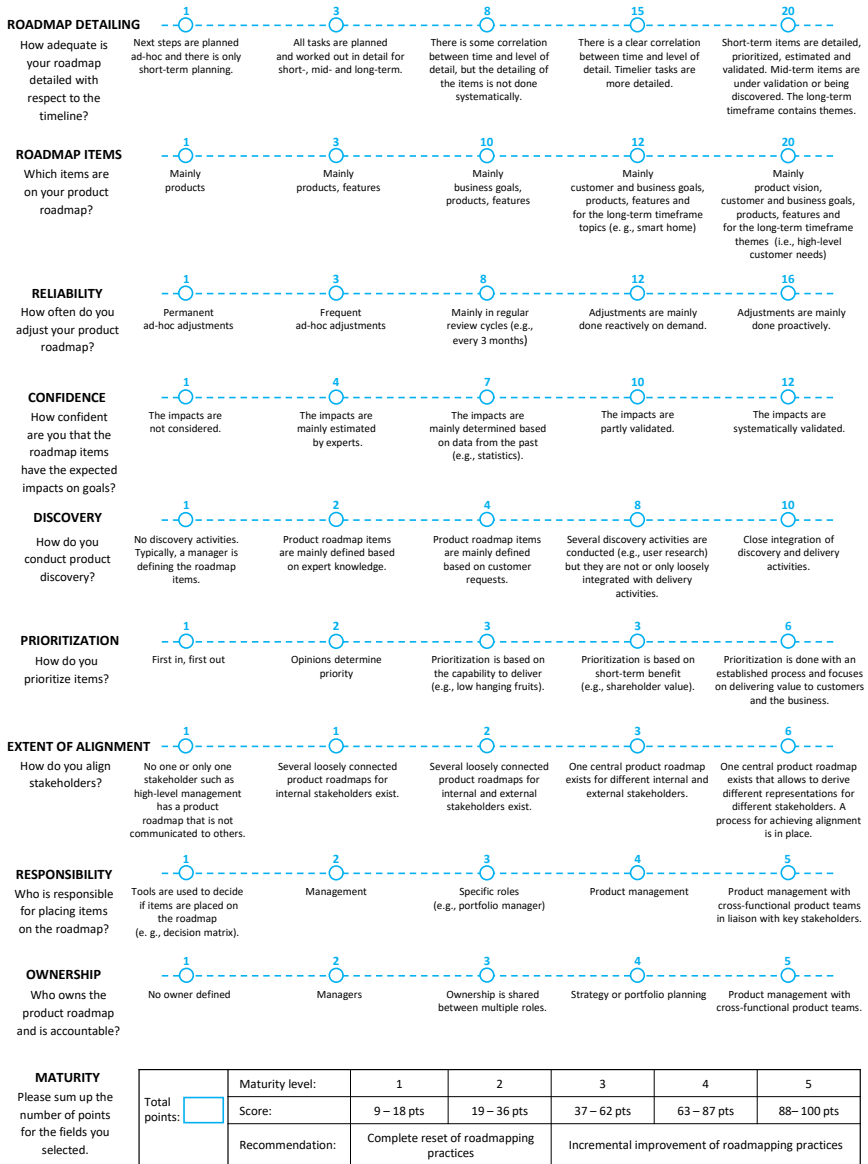 ROADMAP DETAILING
How adequate is
your roadmap
detailed with
respect to the
timeline?
1
Next steps are planned
ad-hoc and there is only
short-term planning.
3
All tasks are planned
and worked out in detail for
short-, mid- and long-term.
8
There is some correlation
between time and level of
detail, but the detailing of
the items is not done
systematically.
15
There is a clear correlation
between time and level of
detail. Timelier tasks are
more detailed.
20
Short-term items are detailed,
prioritized, estimated and
validated. Mid-term items are
under validation or being
discovered. The long-term
timeframe contains themes.
ROADMAP ITEMS
Which items are
on your product
roadmap?
1
Mainly
products
3
Mainly
products, features
10
Mainly
business goals,
products, features
12
Mainly
customer and business goals,
products, features and
for the long-term timeframe
topics (e. g., smart home)
20
Mainly
product vision,
customer and business goals,
products, features and
for the long-term timeframe
themes (i.e., high-level
customer needs)
RELIABILITY
How often do you
adjust your product
roadmap?
1
Permanent
ad-hoc adjustments
3
Frequent
ad-hoc adjustments
8
Mainly in regular
review cycles (e.g.,
every 3 months)
12
Adjustments are mainly
done reactively on demand.
16
Adjustments are mainly
done proactively.
CONFIDENCE
How confident
are you that the
roadmap items
have the expected
impacts on goals?
1
The impacts are
not considered.
4
The impacts are
mainly estimated
by experts.
7
The impacts are
mainly determined based
on data from the past
(e.g., statistics).
10
The impacts are
partly validated.
12
The impacts are
systematically validated.
DISCOVERY
How do you
conduct product
discovery?
1
No discovery activities.
Typically, a manager is
defining the roadmap
items.
2
Product roadmap items
are mainly defined based
on expert knowledge.
4
Product roadmap items
are mainly defined
based on customer
requests.
8
Several discovery activities are
conducted (e.g., user research)
but they are not or only loosely
integrated with delivery
activities.
10
Close integration of
discovery and delivery
activities.
PRIORITIZATION
How do you
prioritize items?
1
First in, first out
2
Opinions determine
priority
3
Prioritization is based on
the capability to deliver
(e.g., low hanging fruits).
3
Prioritization is based on
short-term benefit
(e.g., shareholder value).
6
Prioritization is done with an
established process and focuses
on delivering value to customers
and the business.
EXTENT OF ALIGNMENT
How do you align
stakeholders?
1
No one or only one
stakeholder such as
high-level management
has a product
roadmap that is not
communicated to others.
1
Several loosely connected
product roadmaps for
internal stakeholders exist.
2
Several loosely connected
product roadmaps for
internal and external
stakeholders exist.
3
One central product roadmap
exists for different internal and
external stakeholders.
6
One central product roadmap
exists that allows to derive
different representations for
different stakeholders. A
process for achieving alignment
is in place.
RESPONSIBILITY
Who is responsible
for placing items
on the roadmap?
1
Tools are used to decide
if items are placed on
the roadmap
(e. g., decision matrix).
2
Management
3
Specific roles
(e.g., portfolio manager)
4
Product management
5
Product management with
cross-functional product teams
in liaison with key stakeholders.
OWNERSHIP
Who owns the
product roadmap
and is accountable?
1
No owner defined
2
Managers
3
Ownership is shared
between multiple roles.
4
Strategy or portfolio planning
5
Product management with
cross-functional product teams.
MATURITY
Please sum up the
number of points
for the fields you
selected.
Total
points:
Maturity level: 1 2 3 4 5
Score: 9 – 18 pts 19 – 36 pts 37 – 62 pts 63 – 87 pts 88– 100 pts
Recommendation: Complete reset of roadmapping
practices
Incremental improvement of roadmapping practices